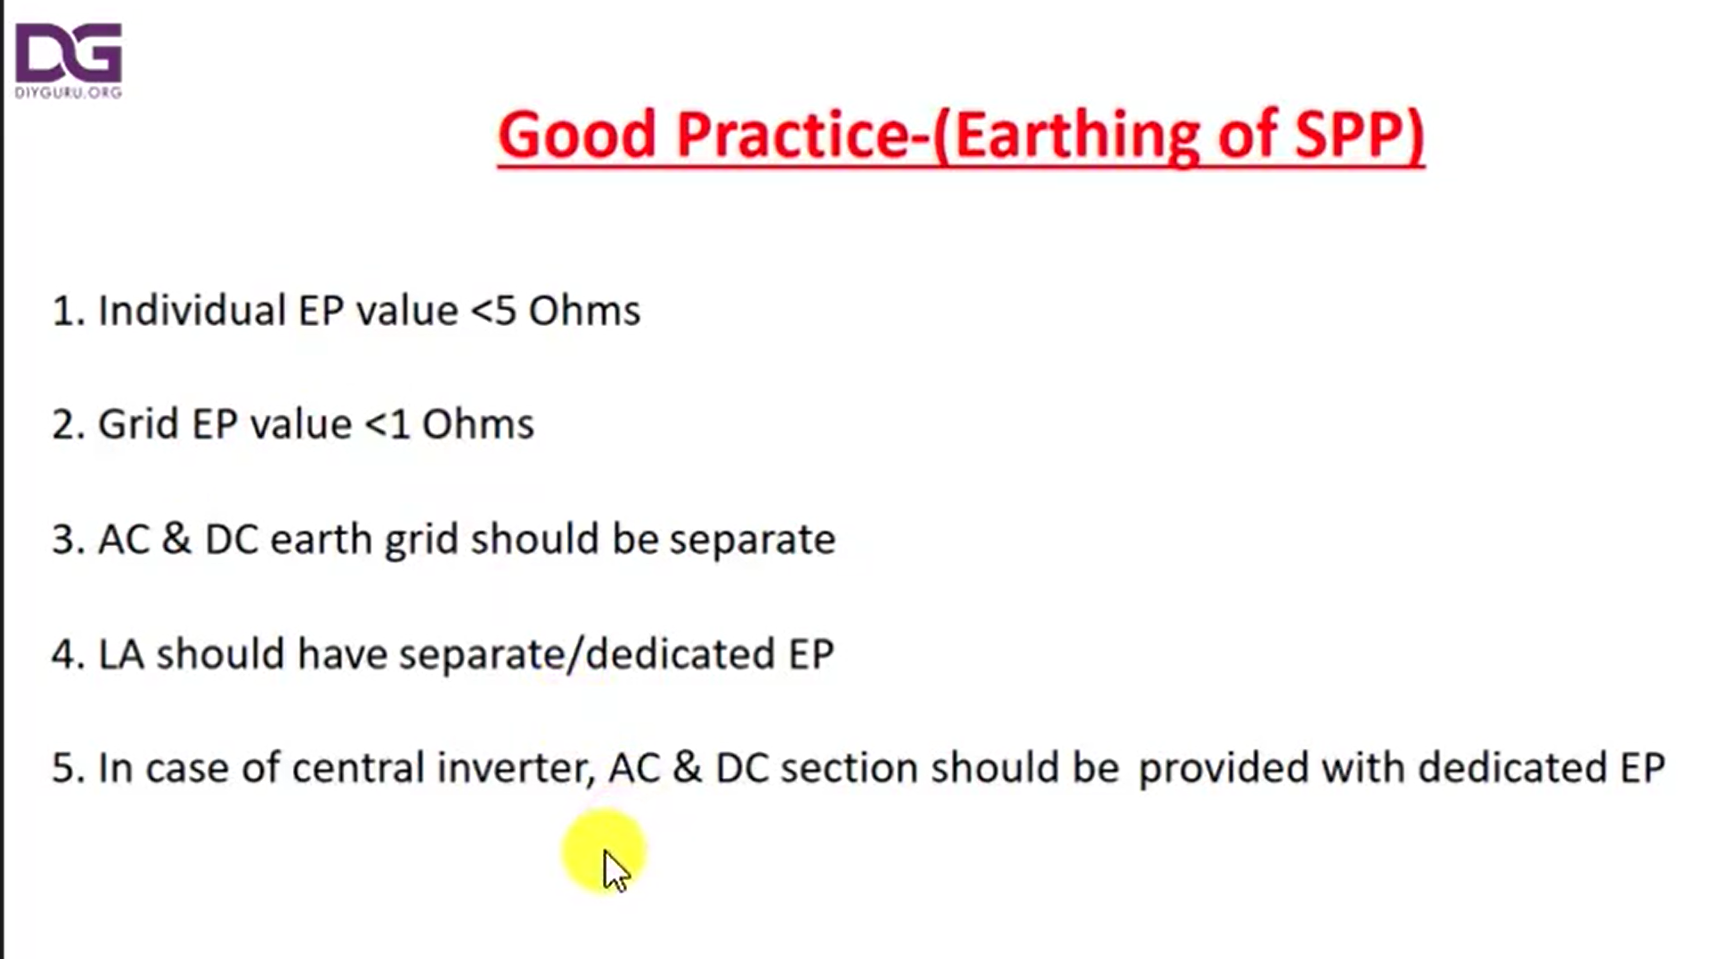 DG
DIYGURU.ORG
Good Practice-(Earthing of SPP)
1. Individual EP value <5 Ohms
2. Grid EP value <1 Ohms
3. AC & DC earth grid should be separate
4. LA should have separate/dedicated EP
5. In case of central inverter, AC & DC section should be provided with dedicated EP